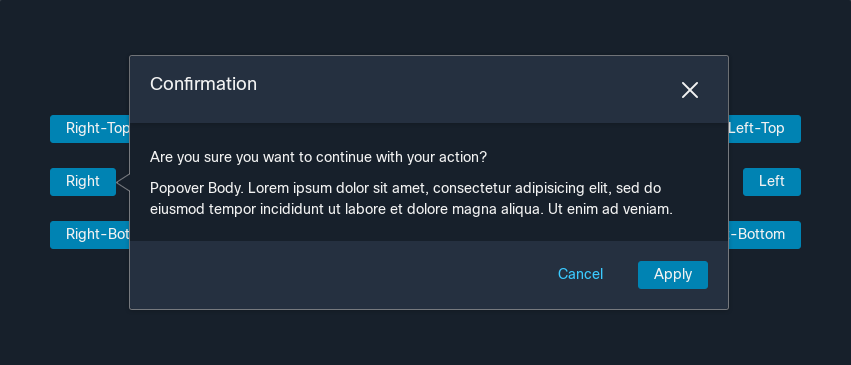 Confirmation
Right-Top
Left-Top
Are you sure you want to continue with your action?
Right
Left
Popover Body. Lorem ipsum dolor sit amet, consectetur adipisicing elit, sed do
eiusmod tempor incididunt ut labore et dolore magna aliqua. Ut enim ad veniam.
Right-Bot
-Bottom
Cancel
Apply